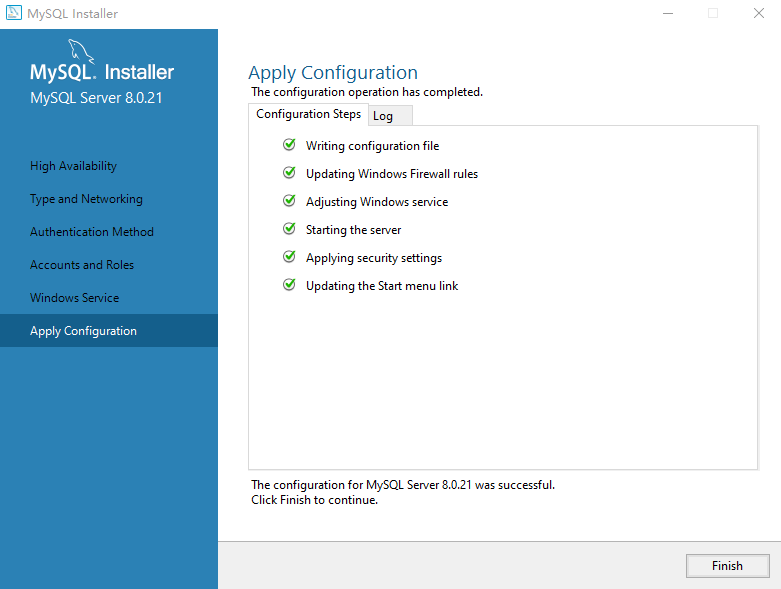 MySQL Installer
MySQL. Installer
MySQL Server 8.0.21
High Availability
Type and Networking
Authentication Method
Accounts and Roles
Windows Service
Apply Configuration
Apply Configuration
The configuration operation has completed.
Configuration Steps
Log
Writing configuration file
Updating Windows Firewall rules
Adjusting Windows service
Starting the server
Applying security settings
Updating the Start menu link
The configuration for MySQL Server 8.0.21 was successful.
Click Finish to continue.
Finish